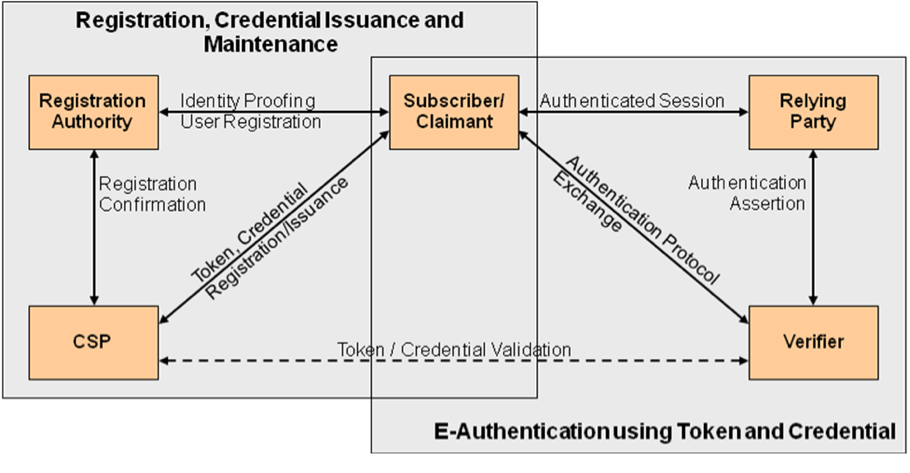 Registration, Credential Issuance and
Maintenance
Registration
Authority
Identity Proofing
User Registration
Subscriber/
Claimant
Authenticated Session
Relying
Party
Registration
Confirmation
Token, Credential
Registration/Issuance
Authentication Protocol
Exchange
Authentication
Assertion
CSP
Token / Credential Validation
Verifier
E-Authentication using Token and Credential